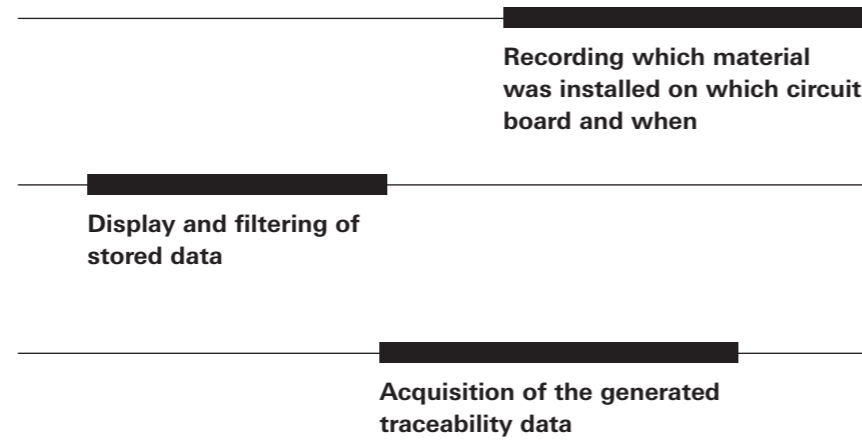 Recording which material
was installed on which circuit
board and when
Display and filtering of
stored data
Acquisition of the generated
traceability data